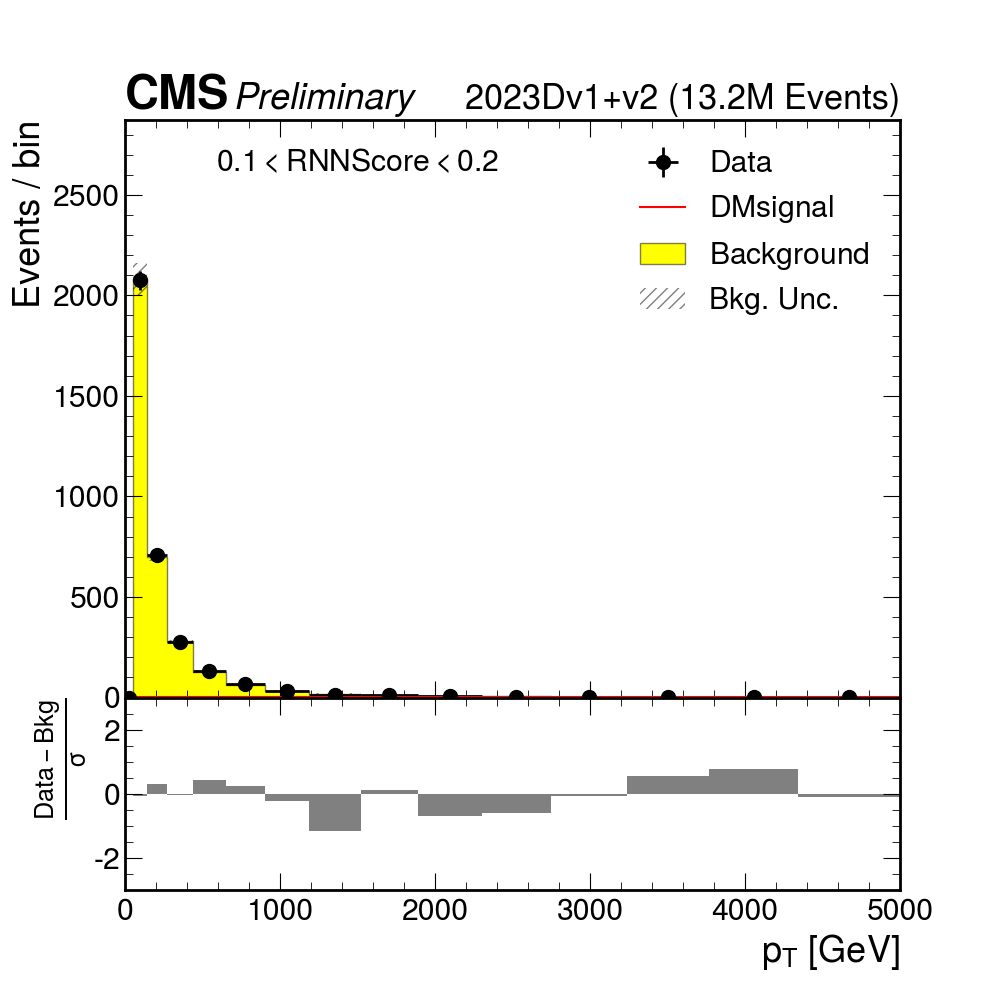 CMS Preliminary 2023Dv1+v2 (13.2M Events)
Events / bin
0.1 < RNNScore < 0.2
Data
DMsignal
Background
Bkg. Unc.
2500
2000
1500
1000
500
0
Data – Bkg
σ
2
0
-2
0 1000 2000 3000 4000 5000
pT [GeV]